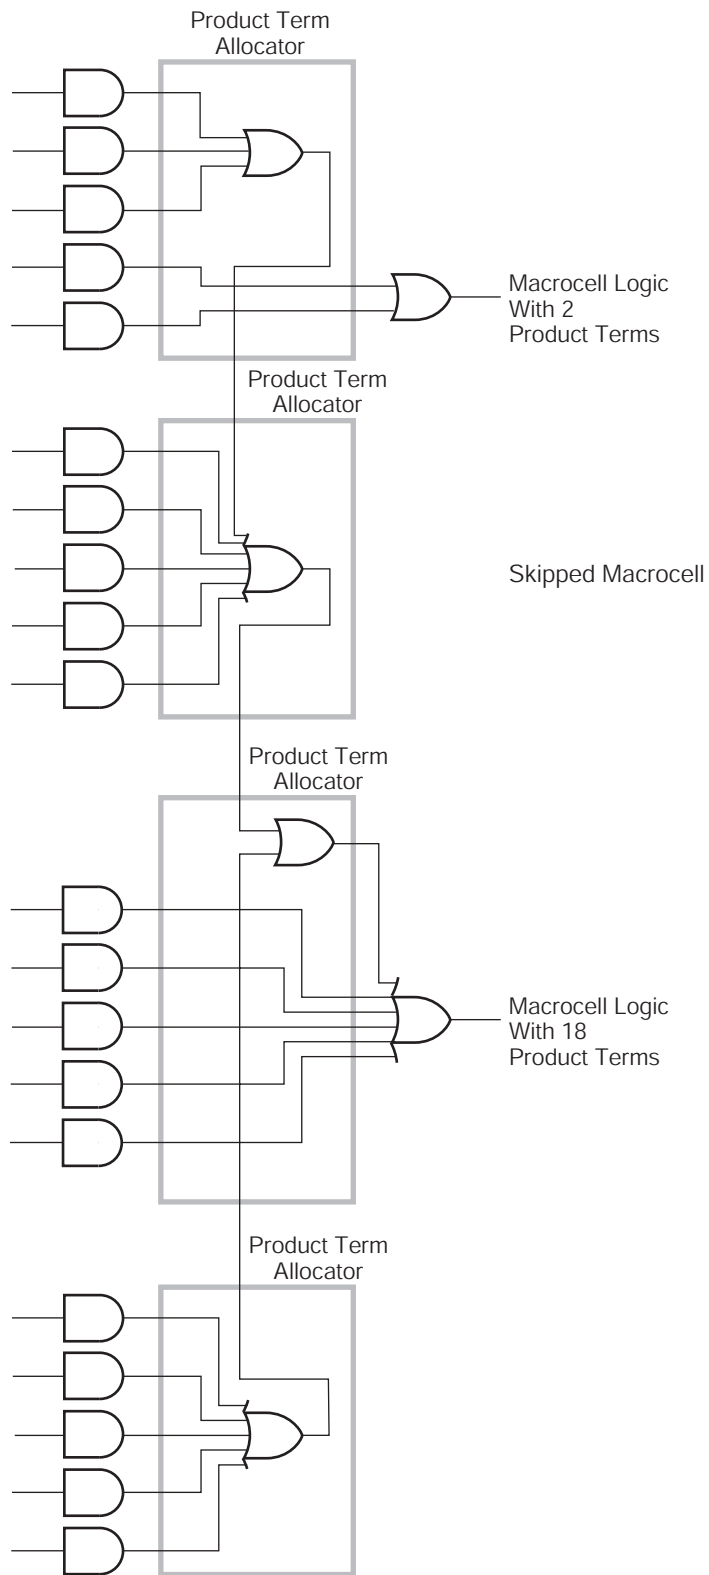 Product Term
Allocator
Macrocell Logic
With 2
Product Terms
Product Term
Allocator
Skipped Macrocell
Product Term
Allocator
Macrocell Logic
With 18
Product Terms
Product Term
Allocator